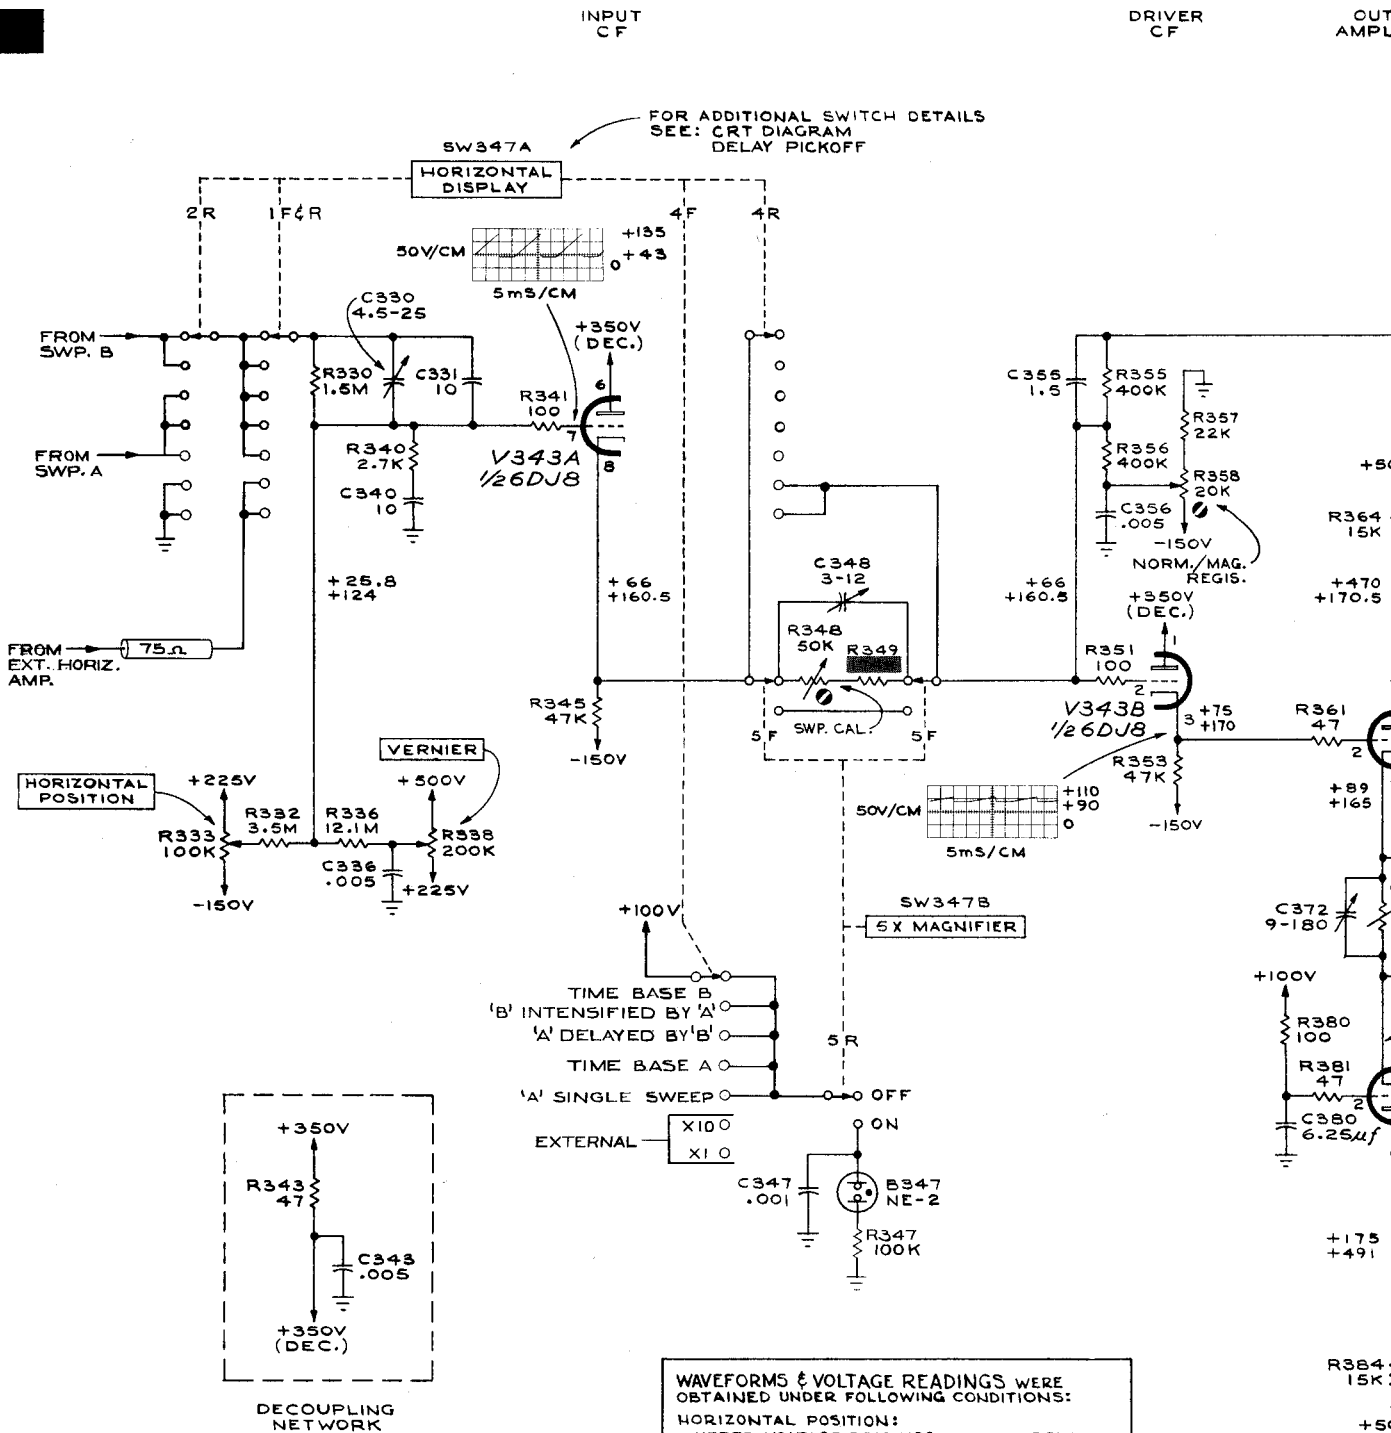 INPUT
CF
DRIVER
CF
OUT
AMPL
FOR ADDITIONAL SWITCH DETAILS
SEE: CRT DIAGRAM
DELAY PICKOFF
SW347A
HORIZONTAL
DISPLAY
2R
1F&R
4F
4R
50V/CM
+135
+43
0
5mS/CM
C330
4.5-25
+350V
(DEC.)
FROM
SWP. B
R330
1.5M
C331
10
R341
100
6
7
8
V343A
1/2 6DJ8
R340
2.7K
C340
10
FROM
SWP. A
C355
1.5
R355
400K
R357
22K
R356
400K
R358
20K
C356
.005
-150V
NORM./MAG.
REGIS.
+50
R364
15K
+25.8
+124
+66
+160.5
C348
3-12
+66
+160.5
+350V
(DEC.)
+470
+170.5
FROM
EXT. HORIZ.
AMP.
75Ω
R348
50K
R349
R351
100
1
2
3
V343B
1/2 6DJ8
+75
+170
R345
47K
-150V
SWP. CAL.
5F
5F
R361
47
2
R353
47K
-150V
VERNIER
HORIZONTAL
POSITION
+225V
+500V
R333
100K
R332
3.5M
R336
12.1M
R338
200K
C336
.005
+225V
-150V
50V/CM
+110
+90
0
5mS/CM
+89
+165
SW347B
5X MAGNIFIER
+100V
C372
9-180
+100V
TIME BASE B
'B' INTENSIFIED BY 'A'
'A' DELAYED BY 'B'
TIME BASE A
'A' SINGLE SWEEP
5R
OFF
ON
EXTERNAL
X10
X1
R380
100
R381
47
2
C380
6.25µf
C347
.001
B347
NE-2
R347
100K
+350V
R343
47
C343
.005
+350V
(DEC.)
DECOUPLING
NETWORK
+175
+491
R384
15K
+50
WAVEFORMS & VOLTAGE READINGS WERE
OBTAINED UNDER FOLLOWING CONDITIONS:
HORIZONTAL POSITION: